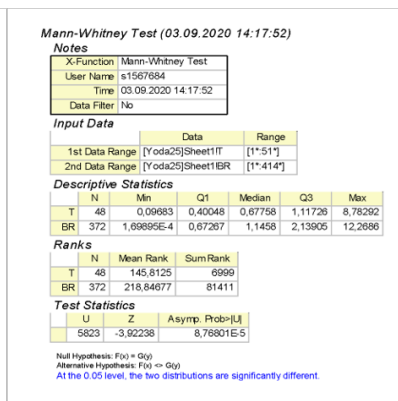 Mann-Whitney Test (03.09.2020 14:17:52)
Notes
X-Function Mann-Whitney Test
User Name s1567684
Time 03.09.2020 14:17:52
Data Filter No
Input Data
Data Range
1st Data Range [Yoda25]Sheet1!T [1*:51*]
2nd Data Range [Yoda25]Sheet1!BR [1*:414*]
Descriptive Statistics
N Min Q1 Median Q3 Max
T 48 0,09683 0,40048 0,67758 1,11726 8,78292
BR 372 1,69895E-4 0,67267 1,1458 2,13905 12,2686
Ranks
N Mean Rank Sum Rank
T 48 145,8125 6999
BR 372 218,84677 81411
Test Statistics
U Z Asymp. Prob>|U|
5823 -3,92238 8,76801E-5
Null Hypothesis: F(x) = G(y)
Alternative Hypothesis: F(x) <> G(y)
At the 0.05 level, the two distributions are significantly different.